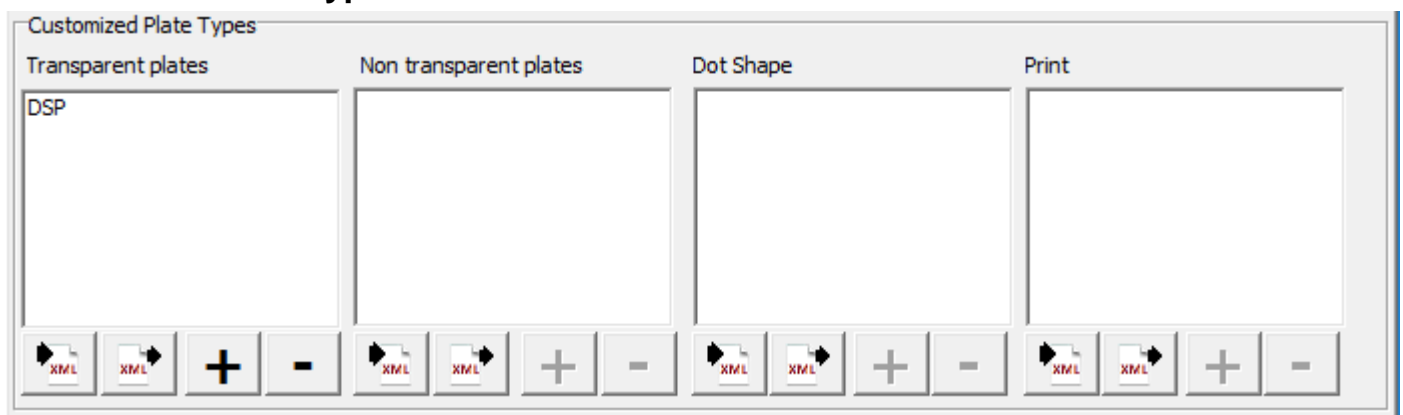 Customized Plate Types
Transparent plates Non transparent plates Dot Shape Print
DSP
XML XML + - XML XML + - XML XML + - XML XML + -